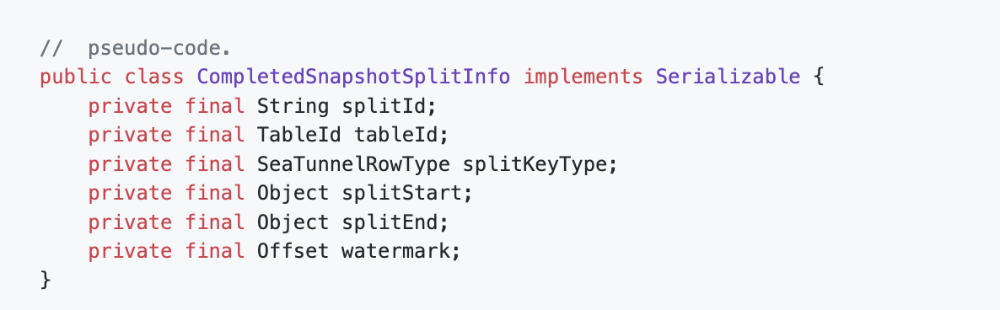 //  pseudo-code.
public class CompletedSnapshotSplitInfo implements Serializable {
    private final String splitId;
    private final TableId tableId;
    private final SeaTunnelRowType splitKeyType;
    private final Object splitStart;
    private final Object splitEnd;
    private final Offset watermark;
}